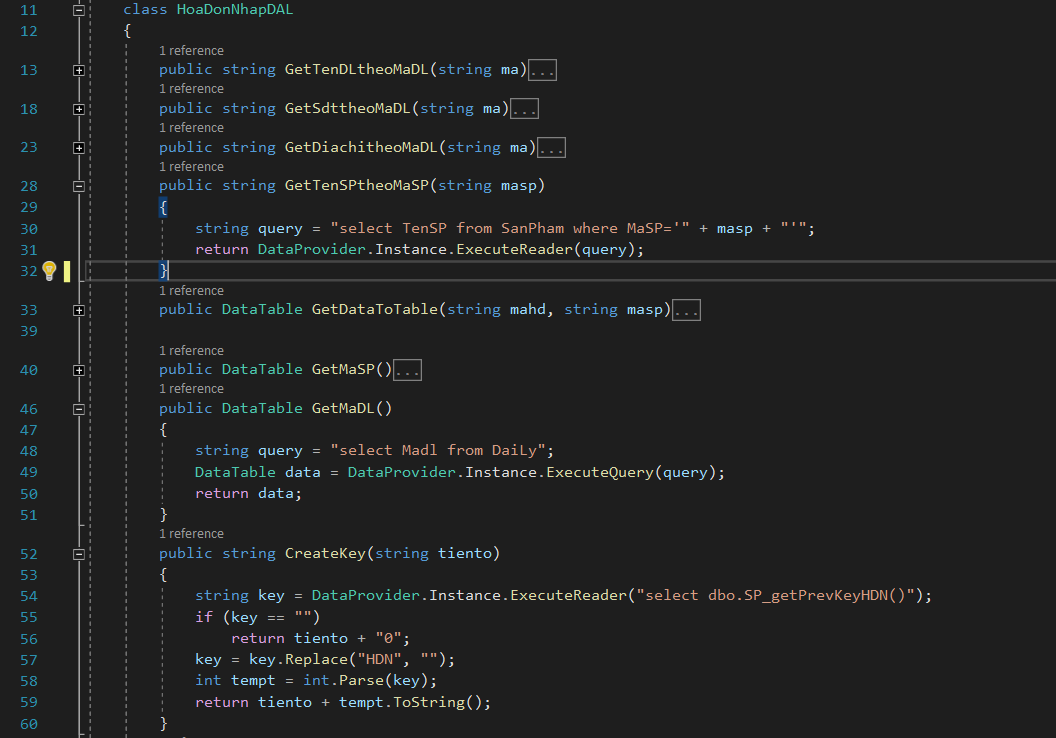 11 class HoaDonNhapDAL
12 {
1 reference
13 public string GetTenDLtheoMaDL(string ma)...
1 reference
18 public string GetSdttheoMaDL(string ma)...
1 reference
23 public string GetDiachitheoMaDL(string ma)...
1 reference
28 public string GetTenSPtheoMaSP(string masp)
29 {
30 string query = "select TenSP from SanPham where MaSP='" + masp + "'";
31 return DataProvider.Instance.ExecuteReader(query);
32 }
1 reference
33 public DataTable GetDataToTable(string mahd, string masp)...
39
1 reference
40 public DataTable GetMaSP()...
1 reference
46 public DataTable GetMaDL()
47 {
48 string query = "select Madl from DaiLy";
49 DataTable data = DataProvider.Instance.ExecuteQuery(query);
50 return data;
51 }
1 reference
52 public string CreateKey(string tiento)
53 {
54 string key = DataProvider.Instance.ExecuteReader("select dbo.SP_getPrevKeyHDN()");
55 if (key == "")
56 return tiento + "0";
57 key = key.Replace("HDN", "");
58 int tempt = int.Parse(key);
59 return tiento + tempt.ToString();
60 }